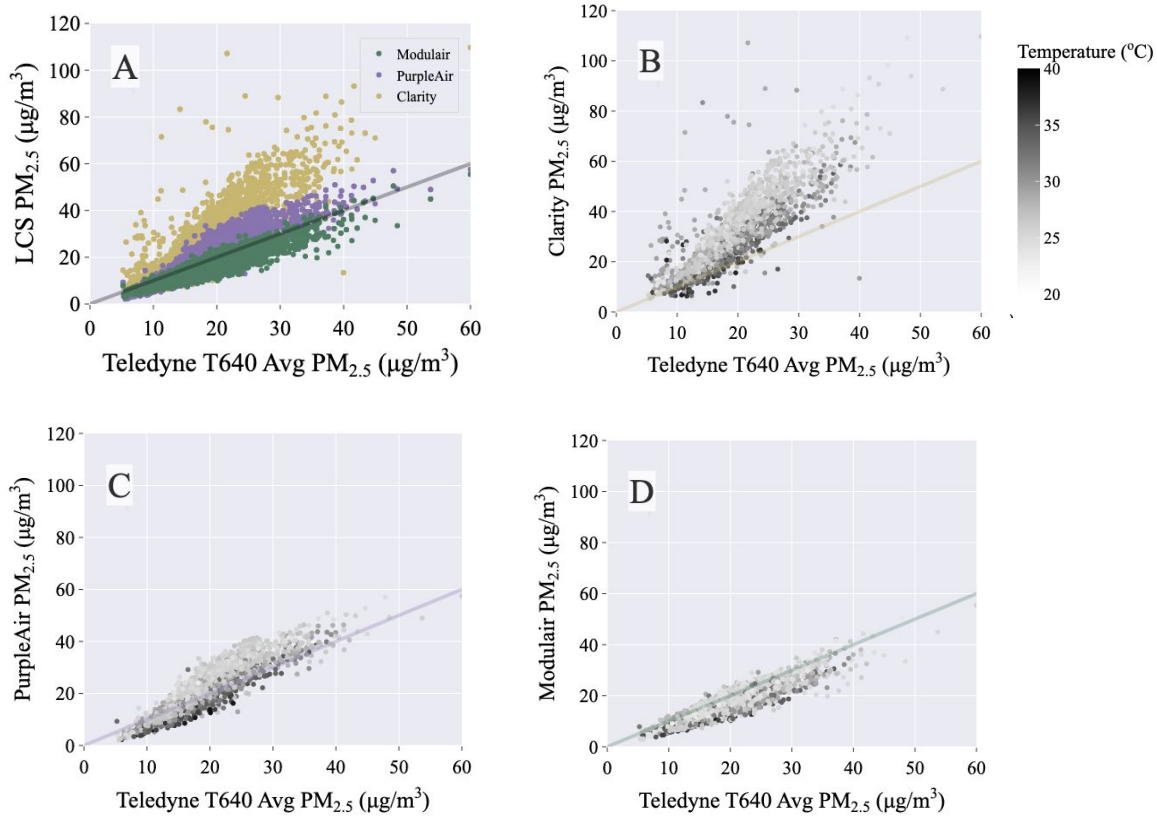 120
100
80
60
40
20
0
LCS PM2.5 (μg/m³)
A
Modulair
PurpleAir
Clarity
0 10 20 30 40 50 60
Teledyne T640 Avg PM2.5 (μg/m³)
120
100
80
60
40
20
0
Clarity PM2.5 (μg/m³)
B
0 10 20 30 40 50 60
Teledyne T640 Avg PM2.5 (μg/m³)
Temperature (°C)
40
35
30
25
20
120
100
80
60
40
20
0
PurpleAir PM2.5 (μg/m³)
C
0 10 20 30 40 50 60
Teledyne T640 Avg PM2.5 (μg/m³)
120
100
80
60
40
20
0
Modulair PM2.5 (μg/m³)
D
0 10 20 30 40 50 60
Teledyne T640 Avg PM2.5 (μg/m³)